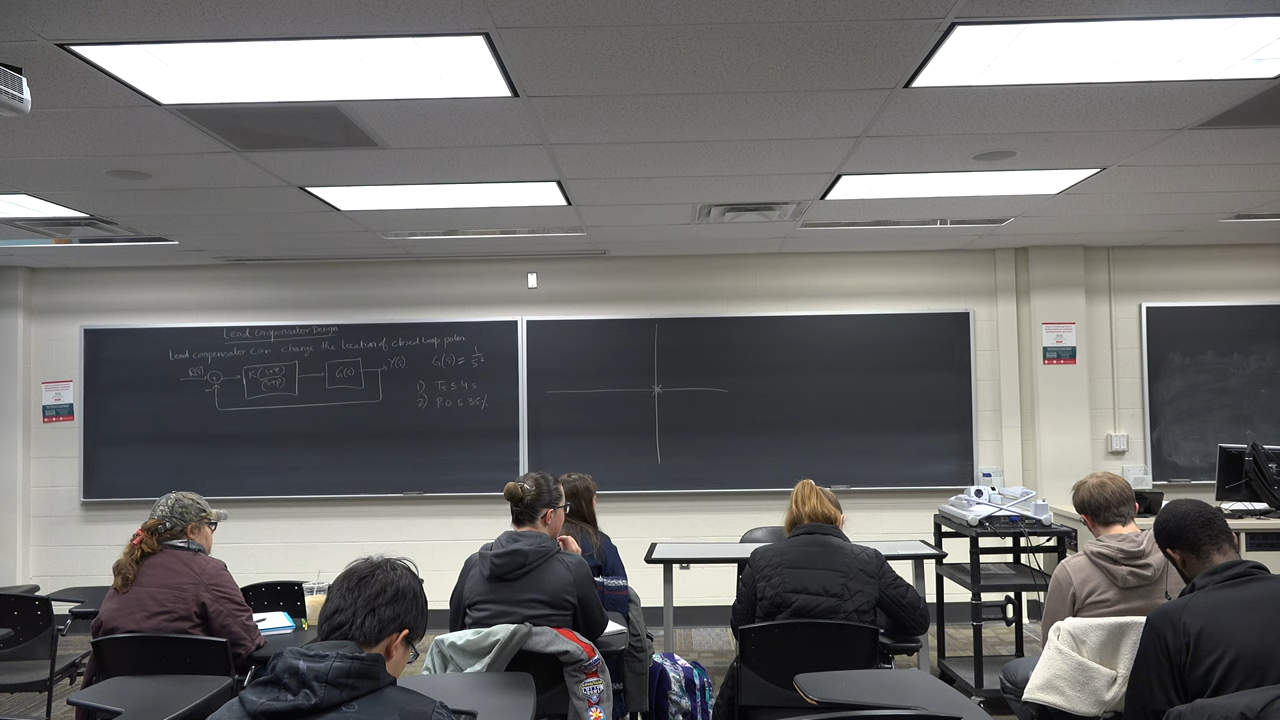 Lead Compensator Design
Lead compensator can change the location of closed loop poles
R(s)
+
-
K(s+z)
(s+p)
G(s)
Y(s)
G(s) = 1/s²
1) Ts ≤ 4s
2) P.O ≤ 35%